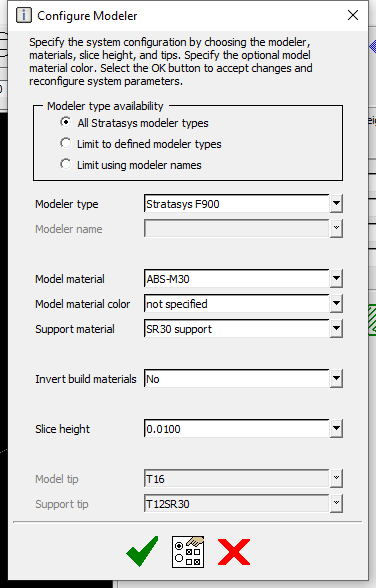 Configure Modeler
Specify the system configuration by choosing the modeler,
materials, slice height, and tips. Specify the optional model
material color. Select the OK button to accept changes and
reconfigure system parameters.
Modeler type availability
All Stratasys modeler types
Limit to defined modeler types
Limit using modeler names
Modeler type Stratasys F900
Modeler name
Model material ABS-M30
Model material color not specified
Support material SR30 support
Invert build materials No
Slice height 0.0100
Model tip T16
Support tip T12SR30